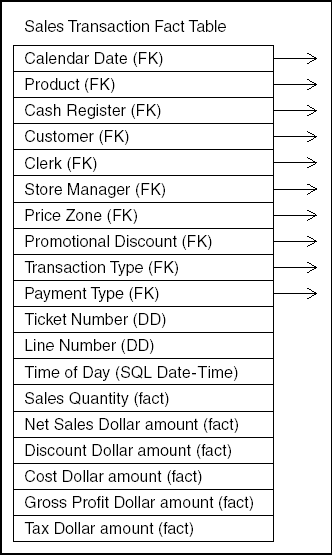 Sales Transaction Fact Table
Calendar Date (FK)
Product (FK)
Cash Register (FK)
Customer (FK)
Clerk (FK)
Store Manager (FK)
Price Zone (FK)
Promotional Discount (FK)
Transaction Type (FK)
Payment Type (FK)
Ticket Number (DD)
Line Number (DD)
Time of Day (SQL Date-Time)
Sales Quantity (fact)
Net Sales Dollar amount (fact)
Discount Dollar amount (fact)
Cost Dollar amount (fact)
Gross Profit Dollar amount (fact)
Tax Dollar amount (fact)